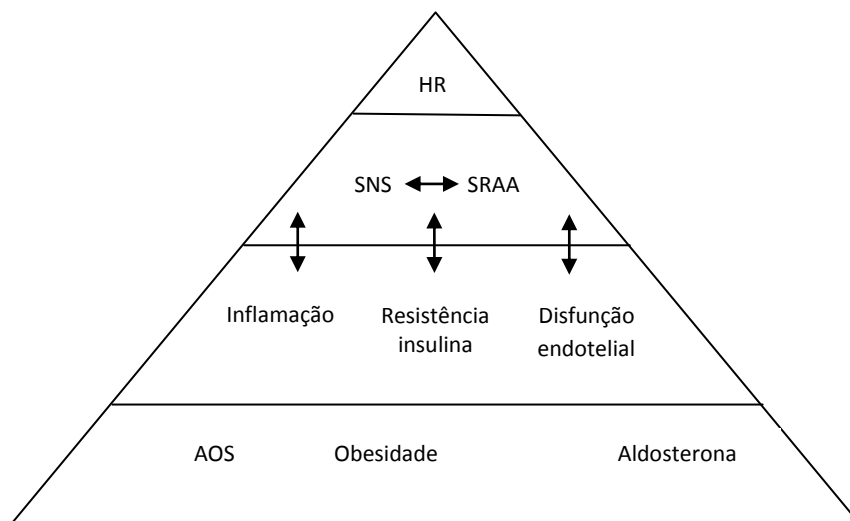 HR
SNS SRAA
Inflamação Resistência Disfunção
insulina endotelial
AOS Obesidade Aldosterona